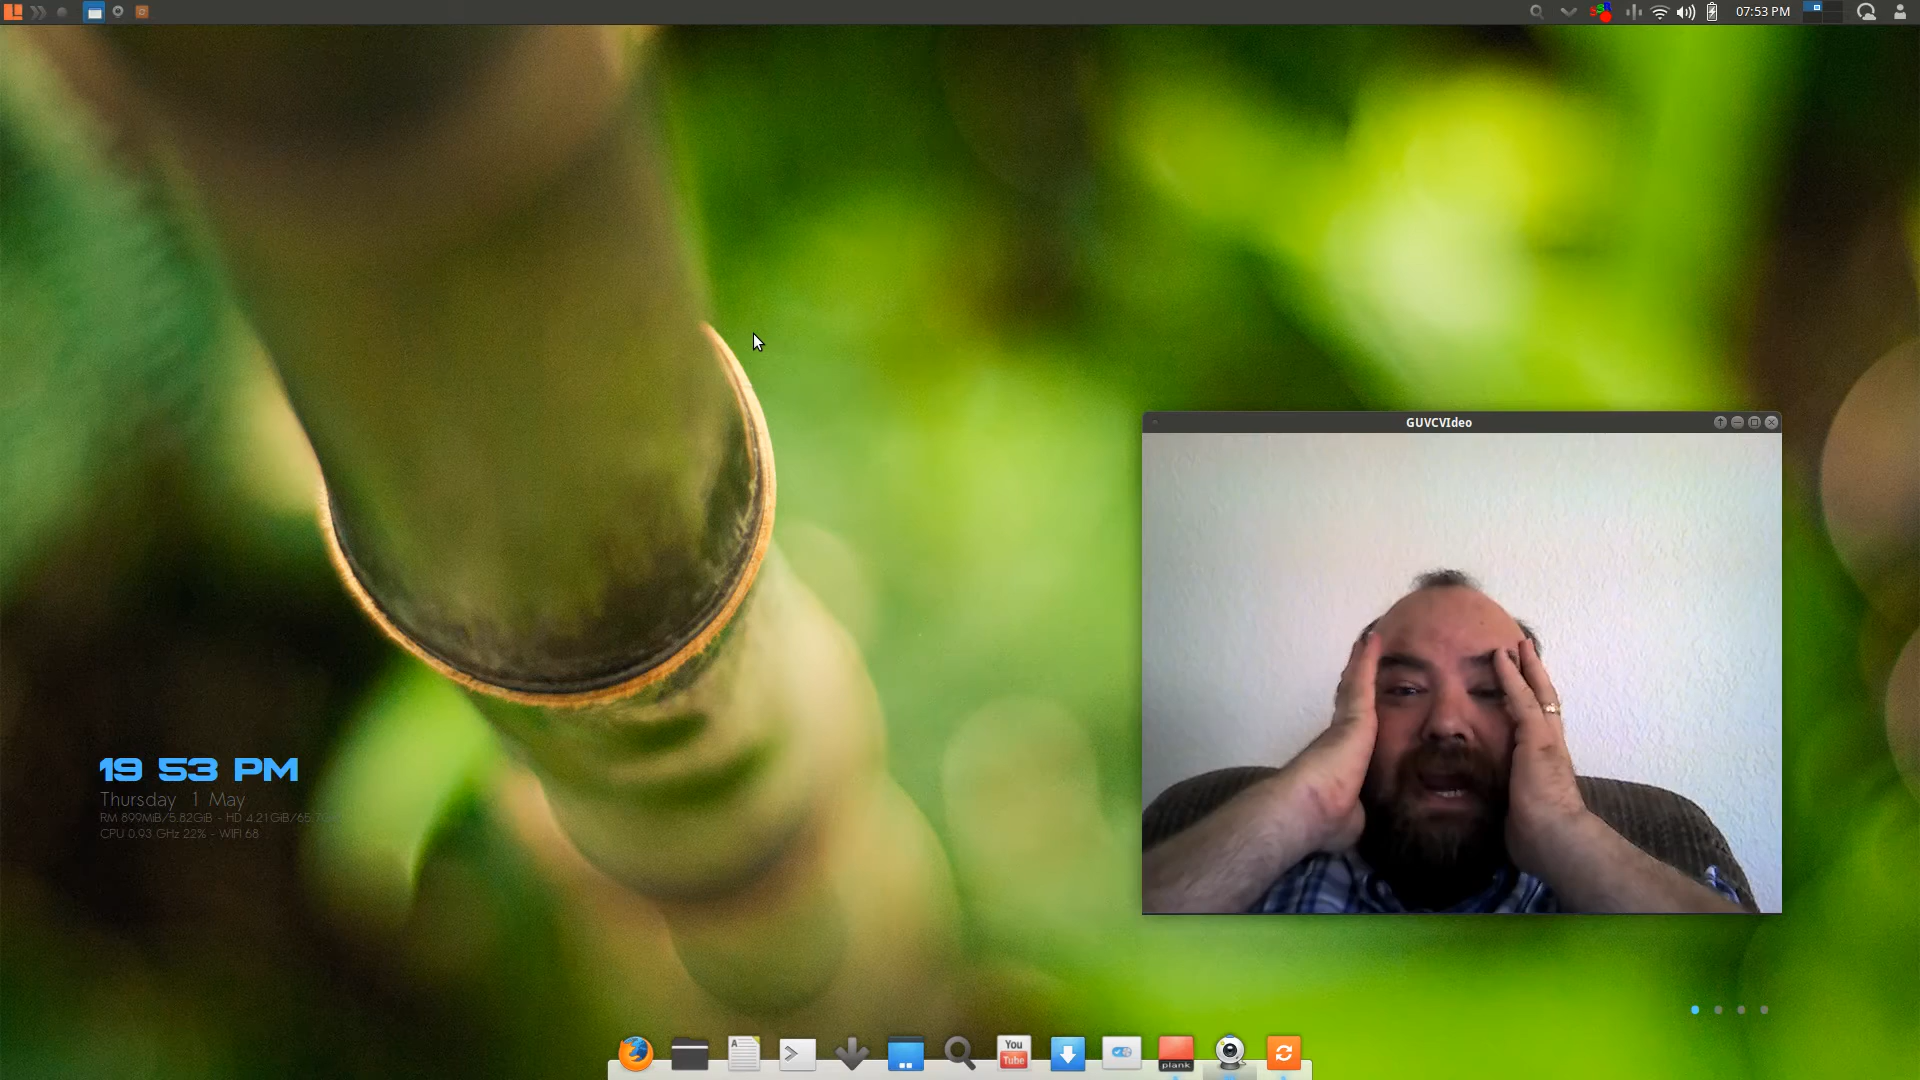 07:53 PM
GUVCVIdeo
19 53 PM
Thursday 1 May
RM 899MiB/5.82GiB - HD 4.21GiB/65.7
CPU 0,93 GHz 22% - WIFI 68
You
Tube
plank